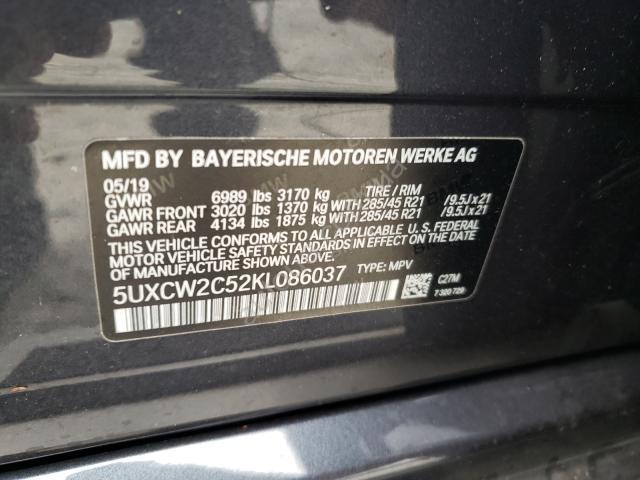 MFD BY BAYERISCHE MOTOREN WERKE AG
05/19
GVWR 6989 lbs 3170 kg TIRE / RIM
GAWR FRONT 3020 lbs 1370 kg WITH 285/45 R21 /9.5J x 21
GAWR REAR 4134 lbs 1875 kg WITH 285/45 R21 /9.5J x 21
THIS VEHICLE CONFORMS TO ALL APPLICABLE U.S. FEDERAL
MOTOR VEHICLE SAFETY STANDARDS IN EFFECT ON THE
DATE OF MANUFACTURE SHOWN ABOVE.
5UXCW2C52KL086037 TYPE: MPV
C27M
7320729